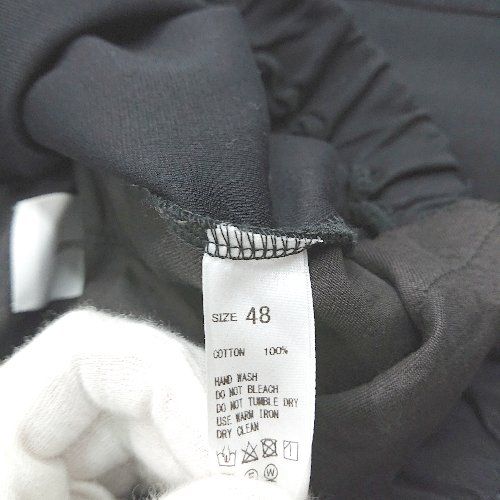 SIZE 48
COTTON 100%
HAND WASH
DO NOT BLEACH
DO NOT TUMBLE DRY
USE WARM IRON
DRY CLEAN
W